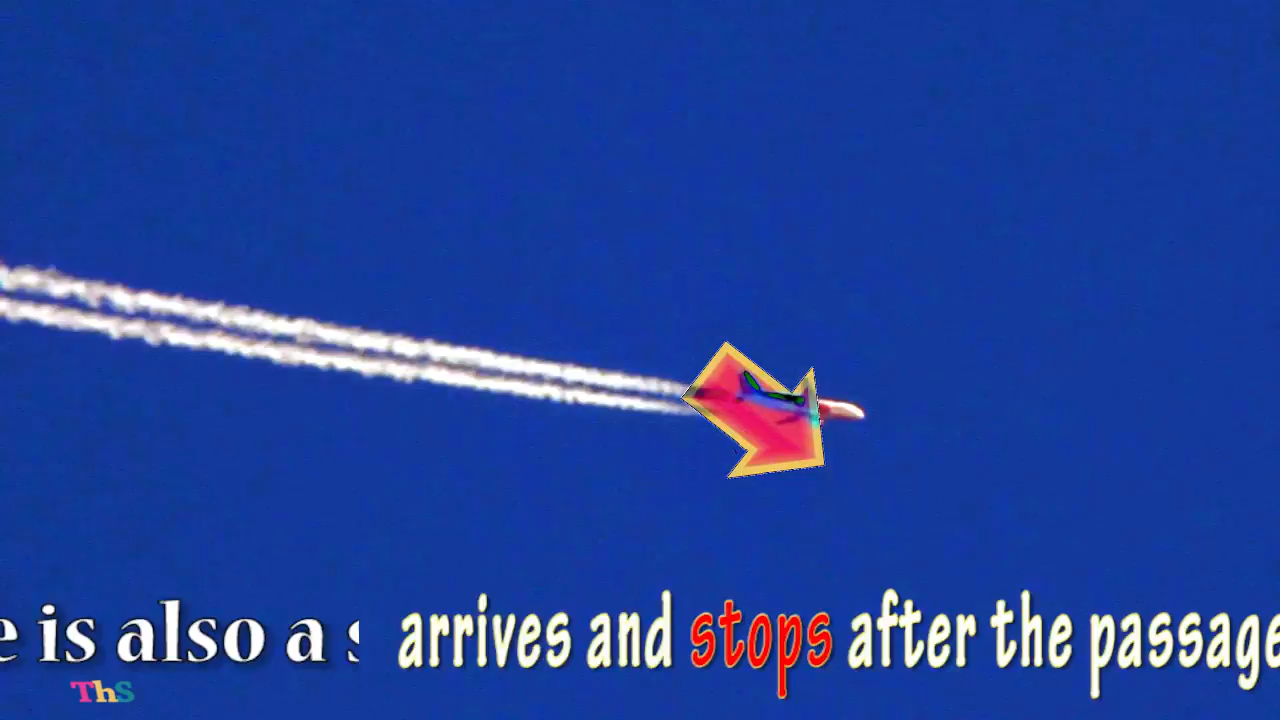 is also a
arrives and stops after the passage
ThS